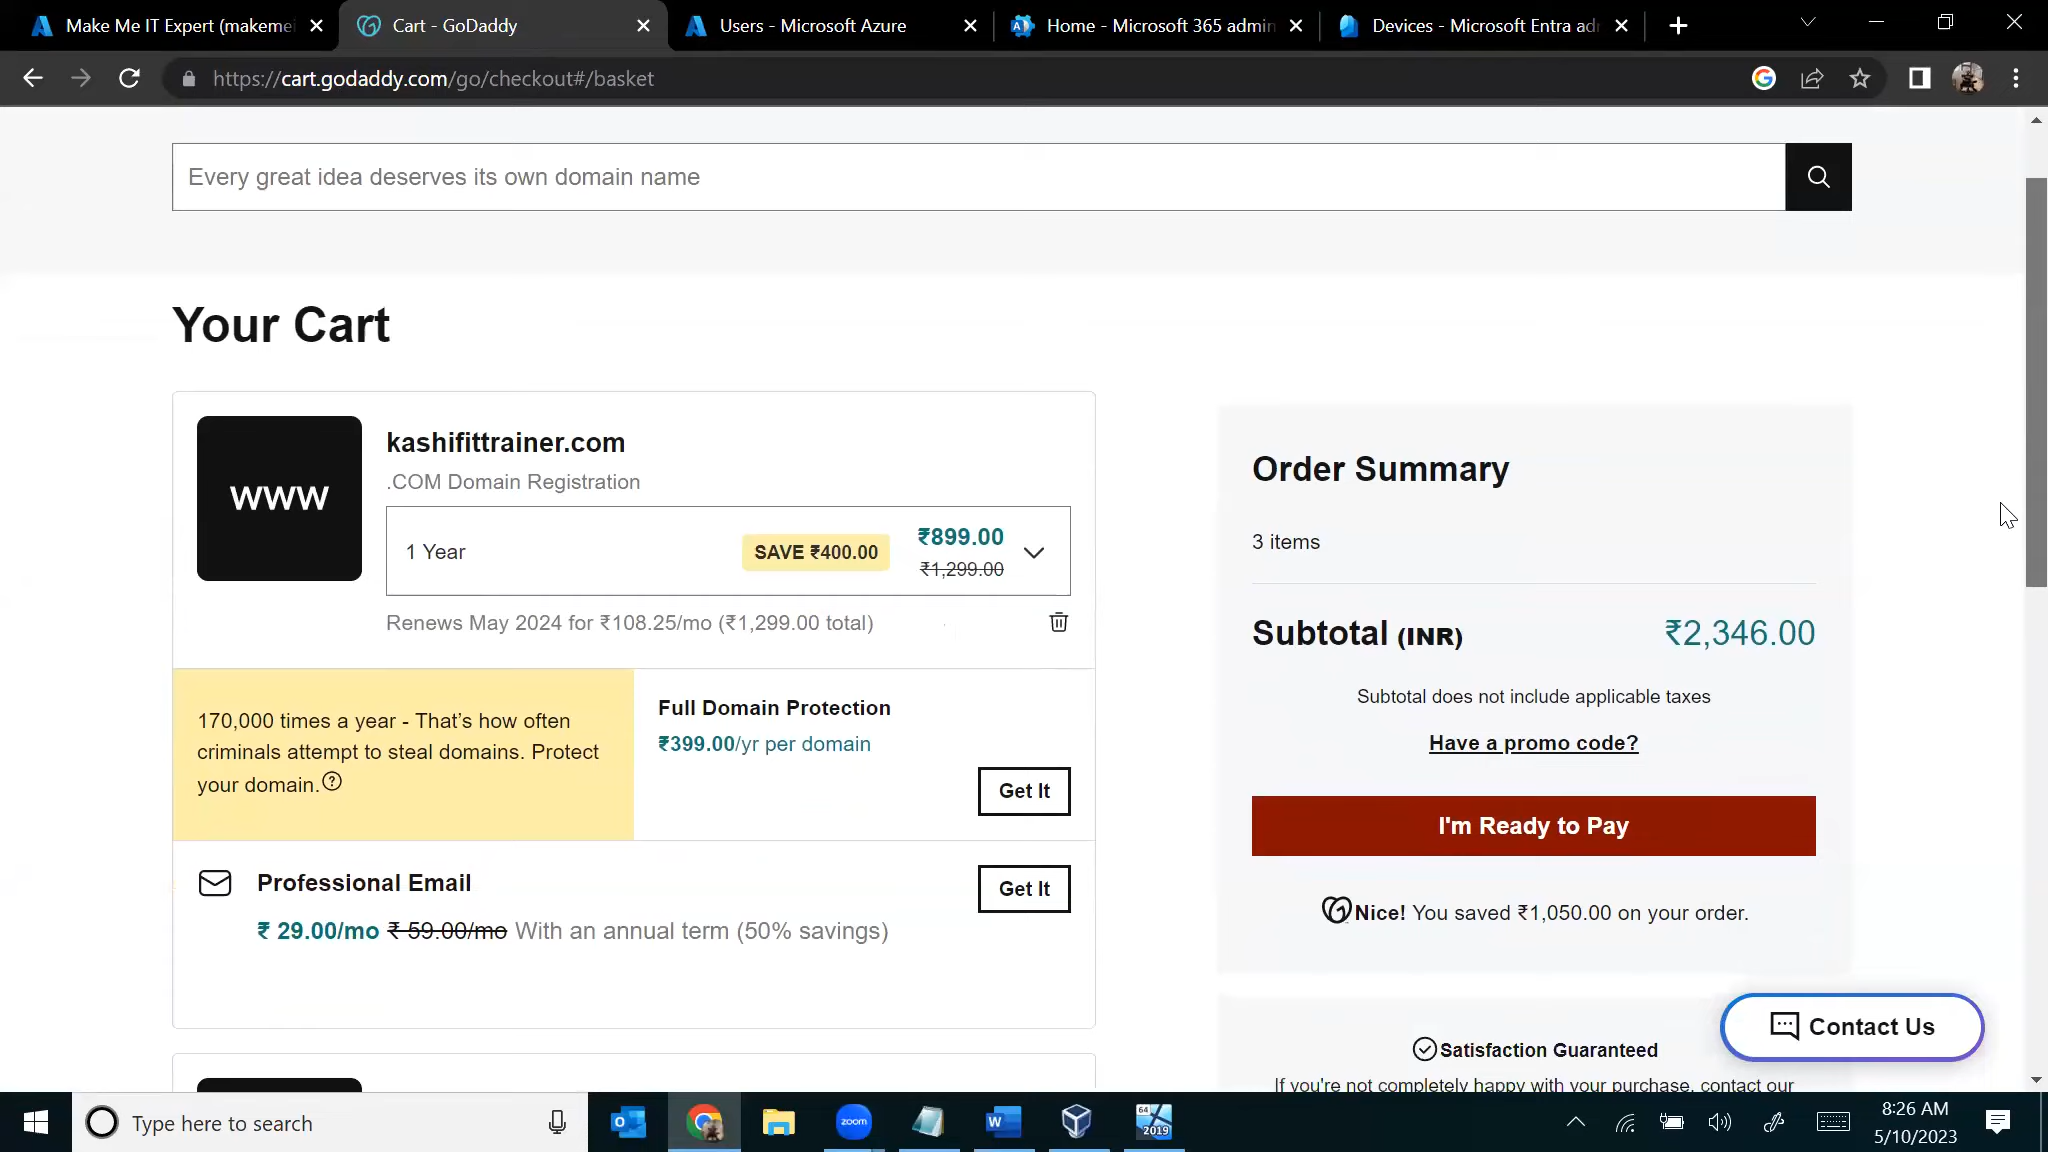 Make Me IT Expert (makeme
Cart - GoDaddy
Users - Microsoft Azure
Home - Microsoft 365 admin
Devices - Microsoft Entra ad
https://cart.godaddy.com/go/checkout#/basket
Every great idea deserves its own domain name
Your Cart
www
kashifittrainer.com
.COM Domain Registration
1 Year
SAVE ₹400.00
₹899.00
₹1,299.00
Renews May 2024 for ₹108.25/mo (₹1,299.00 total)
170,000 times a year - That's how often
criminals attempt to steal domains. Protect
your domain.
Full Domain Protection
₹399.00/yr per domain
Get It
Professional Email
Get It
₹ 29.00/mo ₹ 59.00/mo With an annual term (50% savings)
Order Summary
3 items
Subtotal (INR)
₹2,346.00
Subtotal does not include applicable taxes
Have a promo code?
I'm Ready to Pay
Nice! You saved ₹1,050.00 on your order.
Satisfaction Guaranteed
If you're not completely happy with your purchase, contact our
Contact Us
Type here to search
zoom
64
2019
8:26 AM
5/10/2023